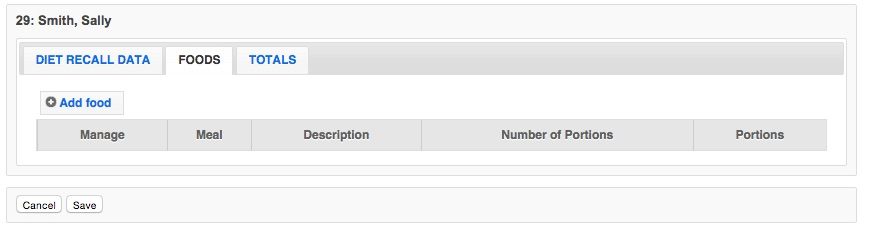 29: Smith, Sally
DIET RECALL DATA FOODS TOTALS
Add food
Manage Meal Description Number of Portions Portions
Cancel Save